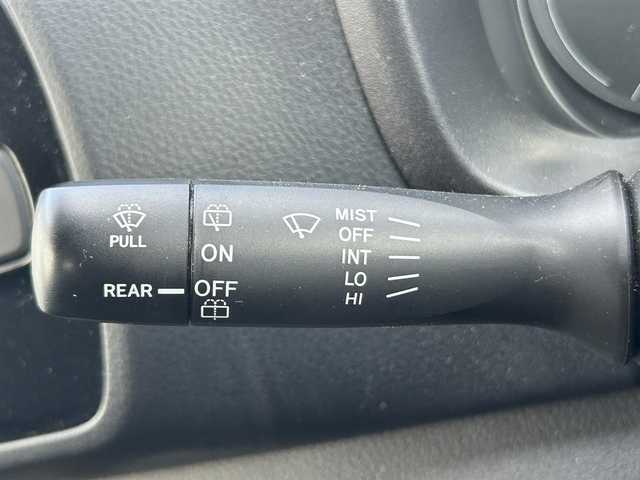 PULL
REAR
ON
OFF
MIST
OFF
INT
LO
HI